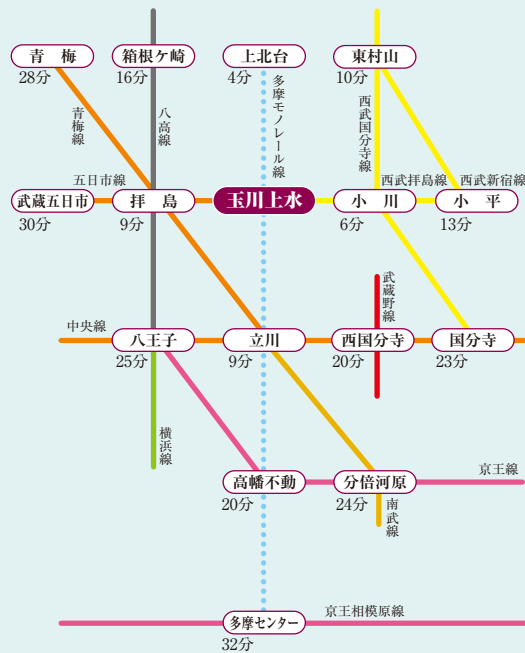 青梅
箱根ケ崎
上北台
東村山
28分
16分
4分
10分
青梅線
八高線
多摩モノレール線
西武国分寺線
五日市線
西武拝島線
西武新宿線
武蔵五日市
拝島
玉川上水
小川
小平
30分
9分
6分
13分
武蔵野線
中央線
八王子
立川
西国分寺
国分寺
25分
9分
20分
23分
横浜線
京王線
高幡不動
分倍河原
20分
24分
南武線
京王相模原線
多摩センター
32分